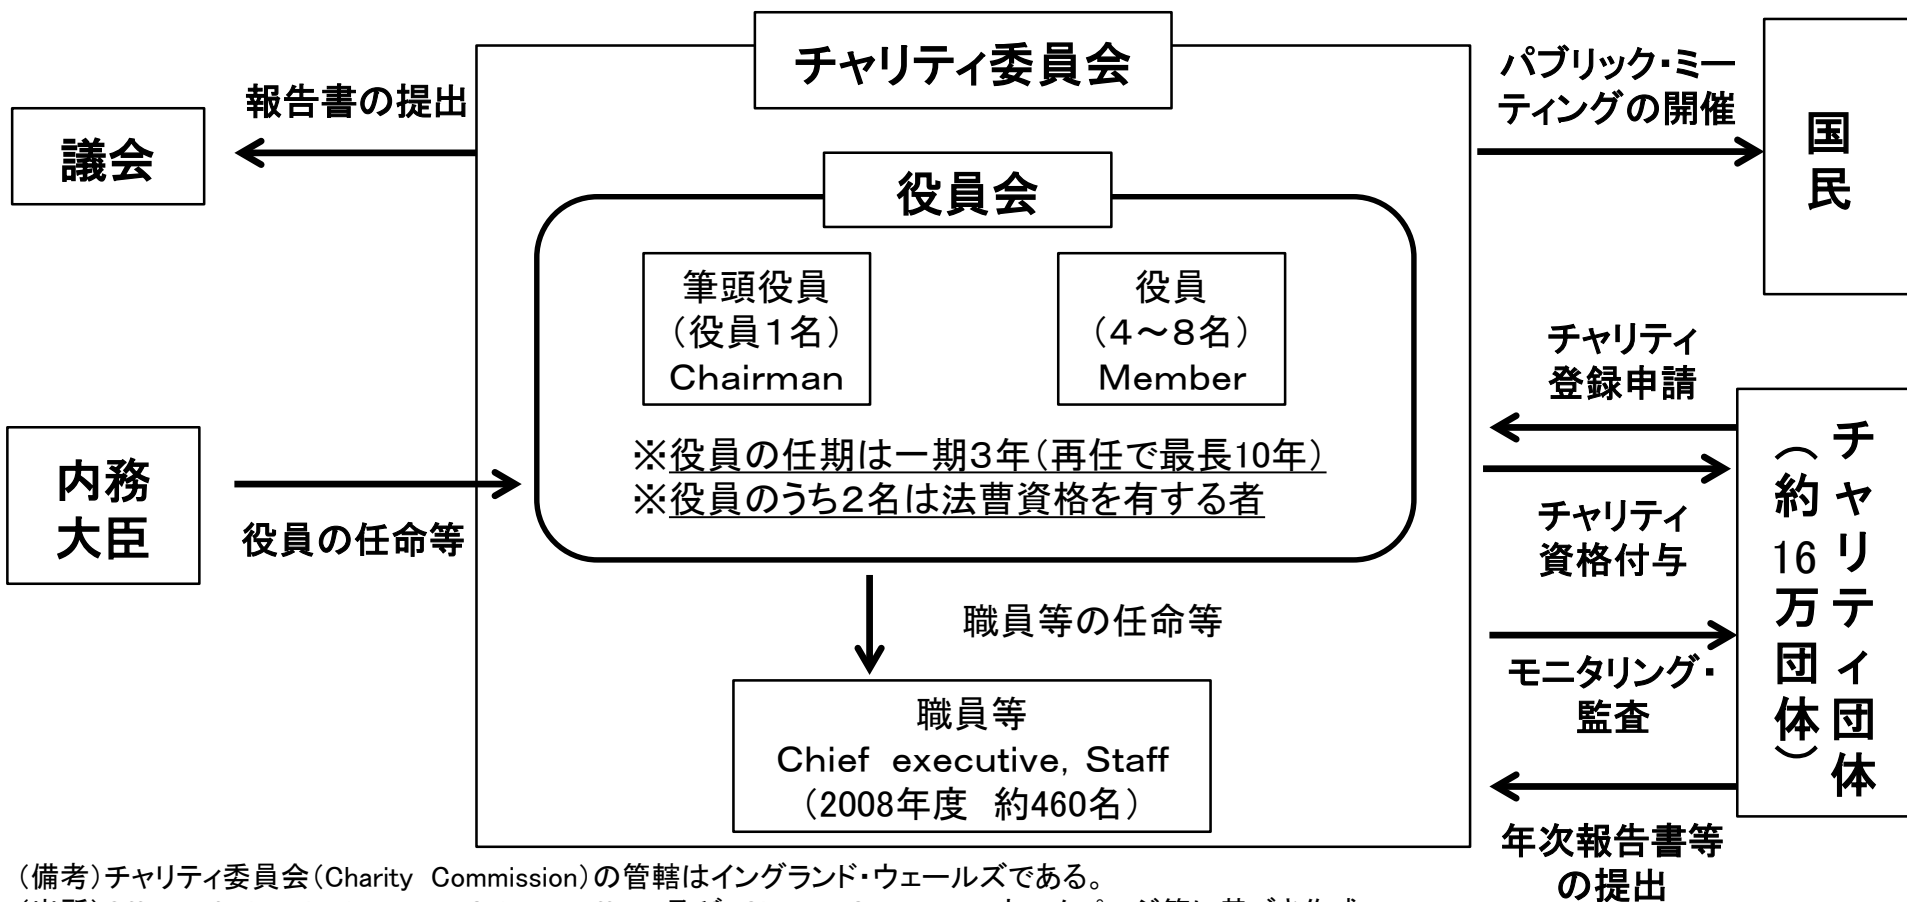 チャリティ委員会
報告書の提出
議会
パブリック・ミー
ティングの開催
国
民
役員会
筆頭役員
（役員１名）
Chairman
役員
（４～８名）
Member
※役員の任期は一期３年（再任で最長10年）
※役員のうち２名は法曹資格を有する者
内務
大臣
役員の任命等
職員等の任命等
職員等
Chief executive, Staff
（2008年度 約460名）
チャリティ
登録申請
チャリティ
資格付与
モニタリング・
監査
年次報告書等
の提出
チャリティ団体
（約16万団体）
（備考）チャリティ委員会（Charity Commission）の管轄はイングランド・ウェールズである。